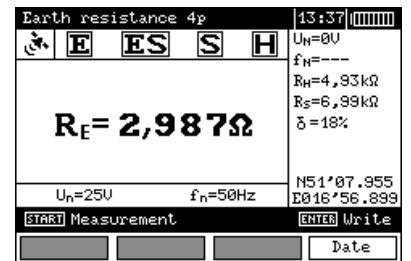 Earth resistance 4p 13:37
E ES S H
UN=0V
fN=---
RH=4,93kΩ
RS=6,99kΩ
δ=18%
RE= 2,987Ω
N51°07.955
E016°56.899
Un=25V fn=50Hz
START Measurement ENTER Write
Date